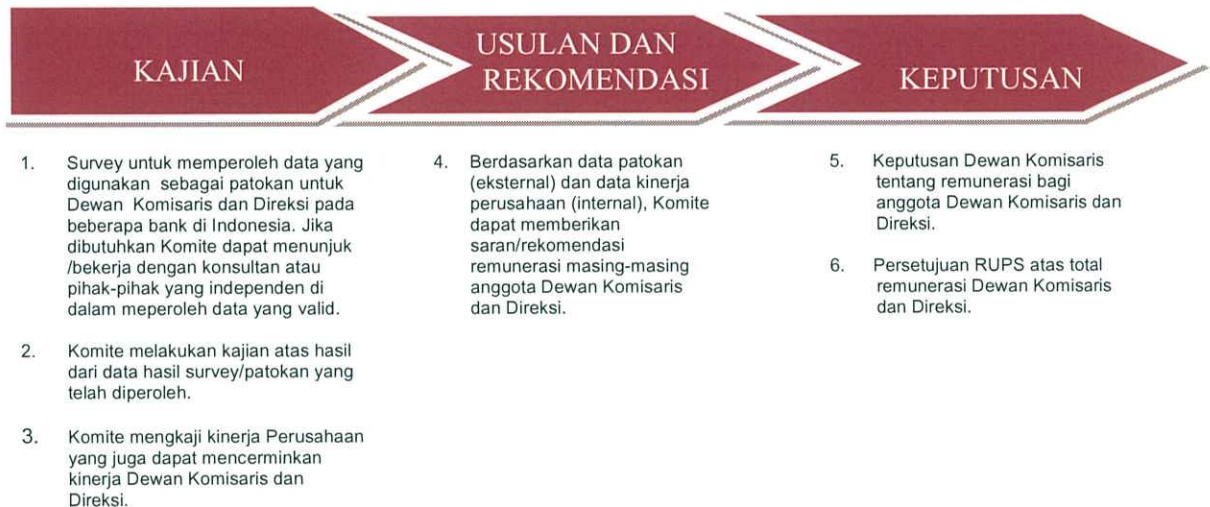 KAJIAN
USULAN DAN
REKOMENDASI
KEPUTUSAN
1. Survey untuk memperoleh data yang
digunakan sebagai patokan untuk
Dewan Komisaris dan Direksi pada
beberapa bank di Indonesia. Jika
dibutuhkan Komite dapat menunjuk
/bekerja dengan konsultan atau
pihak-pihak yang independen di
dalam meperoleh data yang valid.
2. Komite melakukan kajian atas hasil
dari data hasil survey/patokan yang
telah diperoleh.
3. Komite mengkaji kinerja Perusahaan
yang juga dapat mencerminkan
kinerja Dewan Komisaris dan
Direksi.
4. Berdasarkan data patokan
(eksternal) dan data kinerja
perusahaan (internal), Komite
dapat memberikan
saran/rekomendasi
remunerasi masing-masing
anggota Dewan Komisaris
dan Direksi.
5. Keputusan Dewan Komisaris
tentang remunerasi bagi
anggota Dewan Komisaris dan
Direksi.
6. Persetujuan RUPS atas total
remunerasi Dewan Komisaris
dan Direksi.